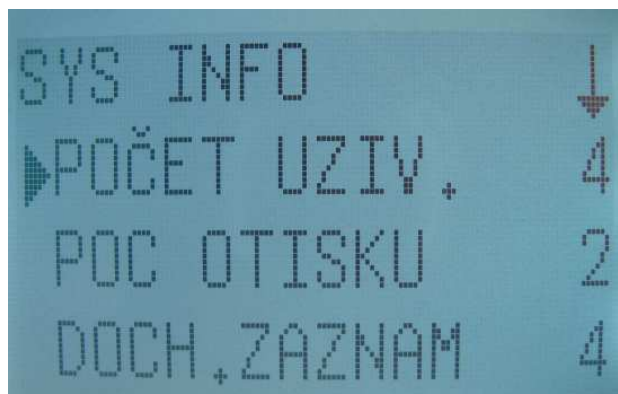 SYS INFO ↓
▶POČET UZIV. 4
POC OTISKU 2
DOCH.ZAZNAM 4